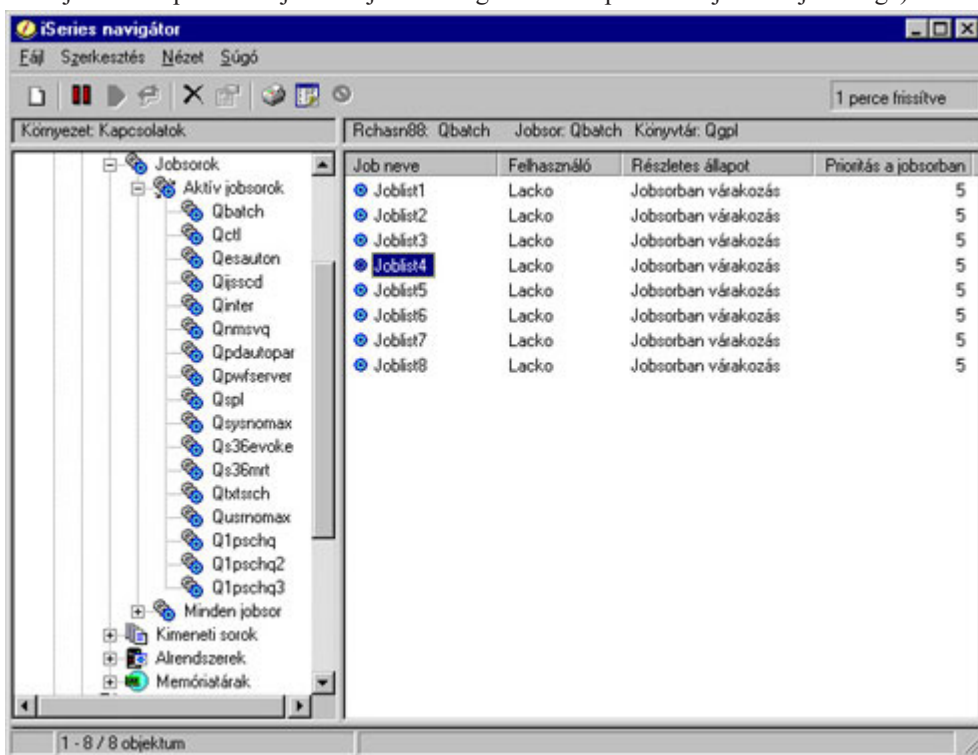 iSeries navigátor
Fájl Szerkesztés Nézet Súgó
1 perce frissítve
Környezet: Kapcsolatok
Rchasn88: Qbatch Jobsor: Qbatch Könyvtár: Qgpl
Jobsorok
Aktív jobsorok
Qbatch
Qctl
Qesauton
Qijsscd
Qinter
Qnmsvq
Qpdautopar
Qpwfserver
Qspl
Qsysnomax
Qs36evoke
Qs36mrt
Qtxtsrch
Qusrnomax
Q1pschq
Q1pschq2
Q1pschq3
Minden jobsor
Kimeneti sorok
Alrendszerek
Memóriatárak
Job neve Felhasználó Részletes állapot Prioritás a jobsorban
Joblist1 Lacko Jobsorban várakozás 5
Joblist2 Lacko Jobsorban várakozás 5
Joblist3 Lacko Jobsorban várakozás 5
Joblist4 Lacko Jobsorban várakozás 5
Joblist5 Lacko Jobsorban várakozás 5
Joblist6 Lacko Jobsorban várakozás 5
Joblist7 Lacko Jobsorban várakozás 5
Joblist8 Lacko Jobsorban várakozás 5
1 - 8 / 8 objektum